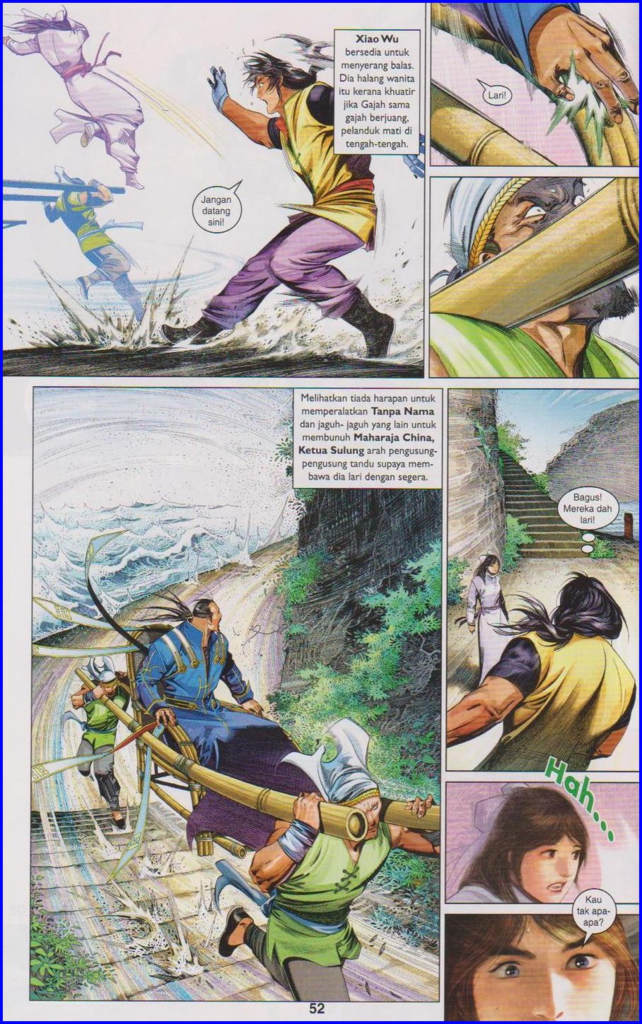 Xiao Wu
bersedia untuk
menyerang balas.
Dia halang wanita
itu kerana khuatir
jika Gajah sama
gajah berjuang,
pelanduk mati di
tengah-tengah.
Jangan
datang
sini!
Lari!
Melihatkan tiada harapan untuk
memperalatkan Tanpa Nama
dan jaguh- jaguh yang lain untuk
membunuh Maharaja China,
Ketua Sulung arah pengusung-
pengusung tandu supaya mem-
bawa dia lari dengan segera.
Bagus!
Mereka dah
lari!
Hah...
Kau
tak apa-
apa?
52